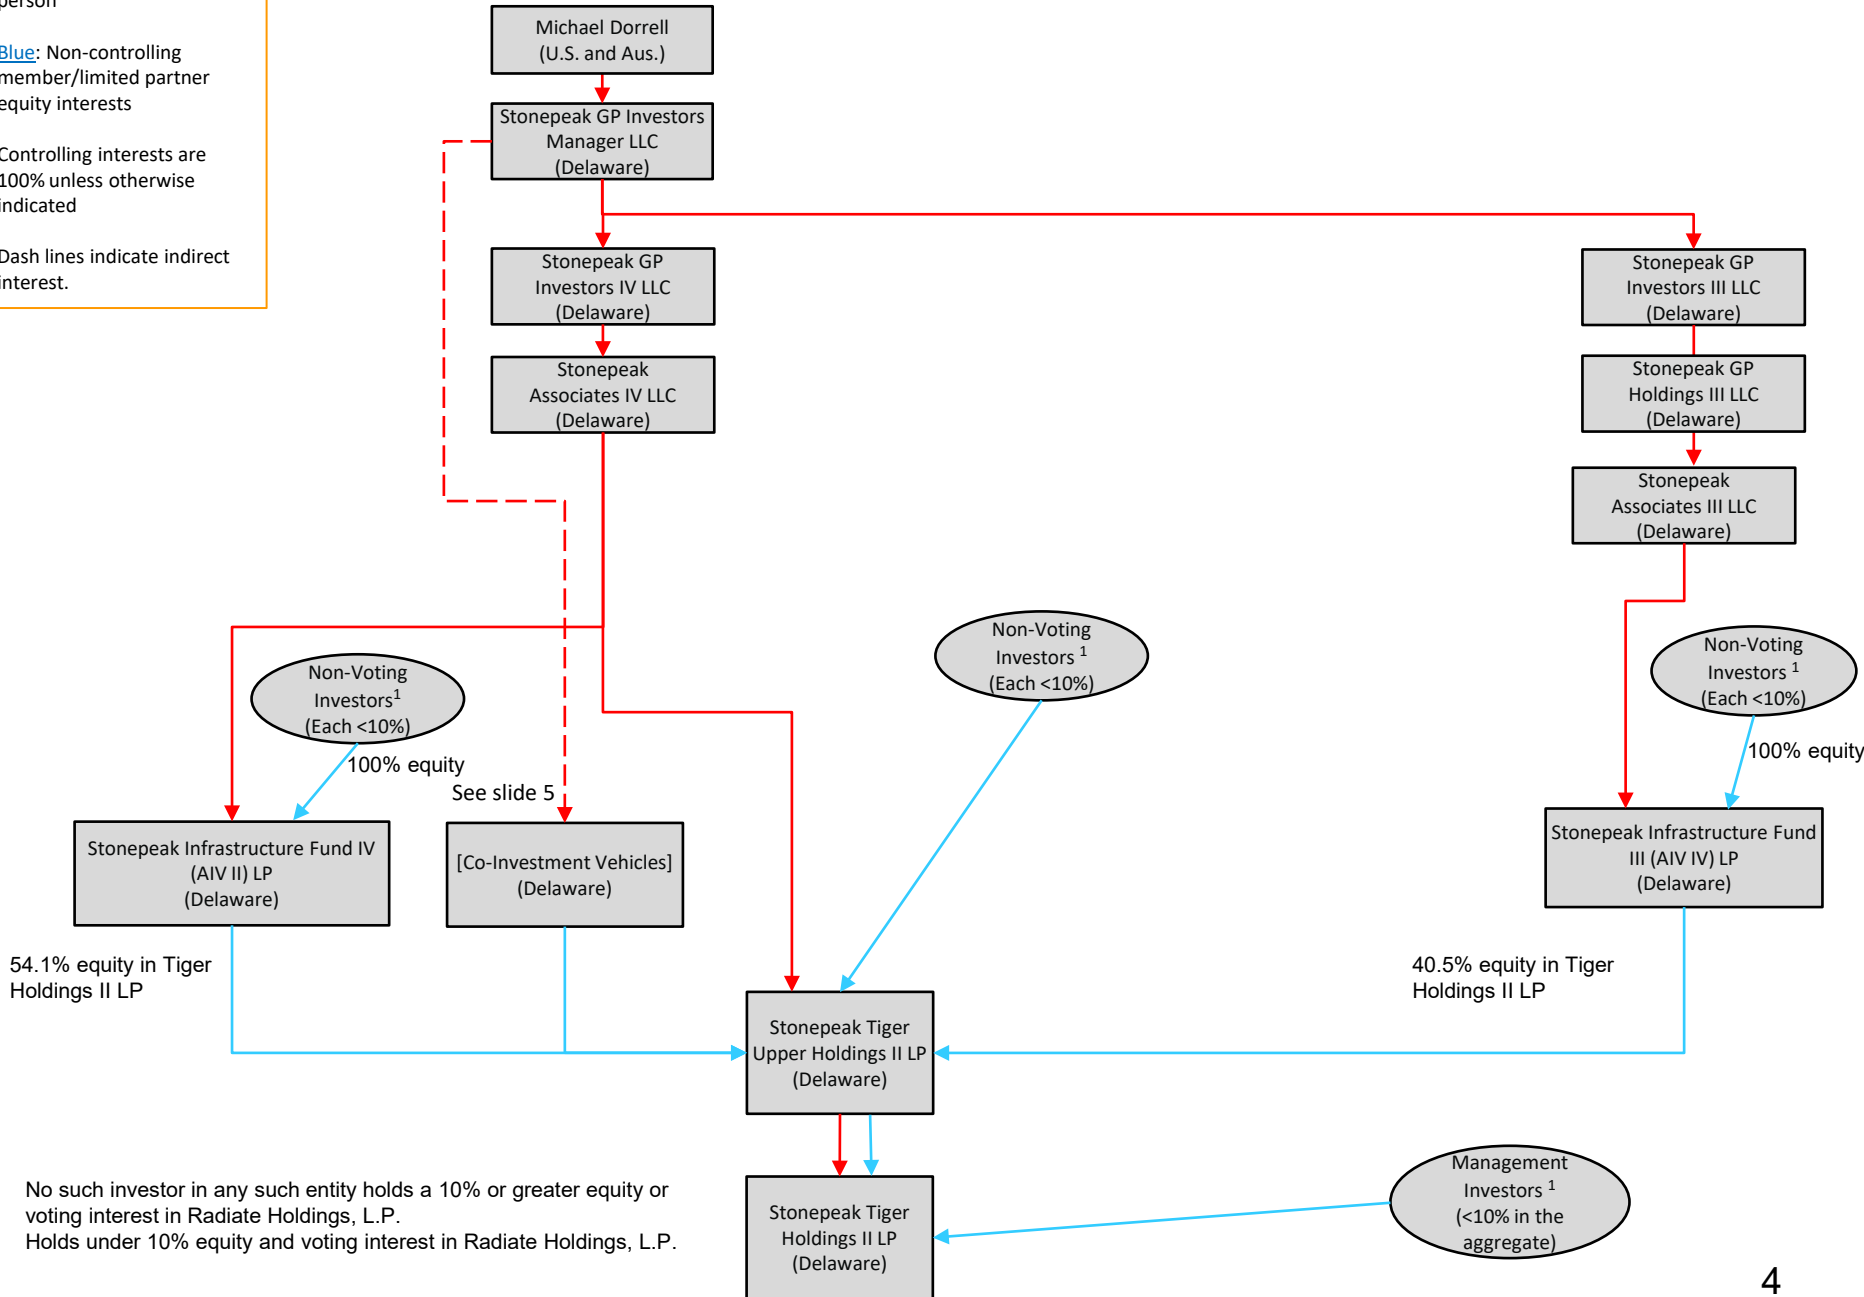 person
Blue: Non-controlling
member/limited partner
equity interests
Controlling interests are
100% unless otherwise
indicated
Dash lines indicate indirect
interest.
Michael Dorrell
(U.S. and Aus.)
Stonepeak GP Investors
Manager LLC
(Delaware)
Stonepeak GP
Investors IV LLC
(Delaware)
Stonepeak GP
Investors III LLC
(Delaware)
Stonepeak
Associates IV LLC
(Delaware)
Stonepeak GP
Holdings III LLC
(Delaware)
Stonepeak
Associates III LLC
(Delaware)
Non-Voting
Investors¹
(Each <10%)
100% equity
Non-Voting
Investors ¹
(Each <10%)
Non-Voting
Investors ¹
(Each <10%)
100% equity
See slide 5
Stonepeak Infrastructure Fund IV
(AIV II) LP
(Delaware)
[Co-Investment Vehicles]
(Delaware)
Stonepeak Infrastructure Fund
III (AIV IV) LP
(Delaware)
54.1% equity in Tiger
Holdings II LP
40.5% equity in Tiger
Holdings II LP
Stonepeak Tiger
Upper Holdings II LP
(Delaware)
Stonepeak Tiger
Holdings II LP
(Delaware)
Management
Investors ¹
(<10% in the
aggregate)
No such investor in any such entity holds a 10% or greater equity or
voting interest in Radiate Holdings, L.P.
Holds under 10% equity and voting interest in Radiate Holdings, L.P.
4